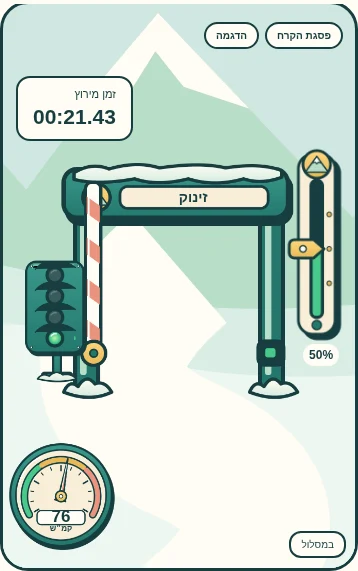 פסגת הקרח
הדגמה
זמן מירוץ
00:21.43
זינוק
50%
76
קמ"ש
במסלול